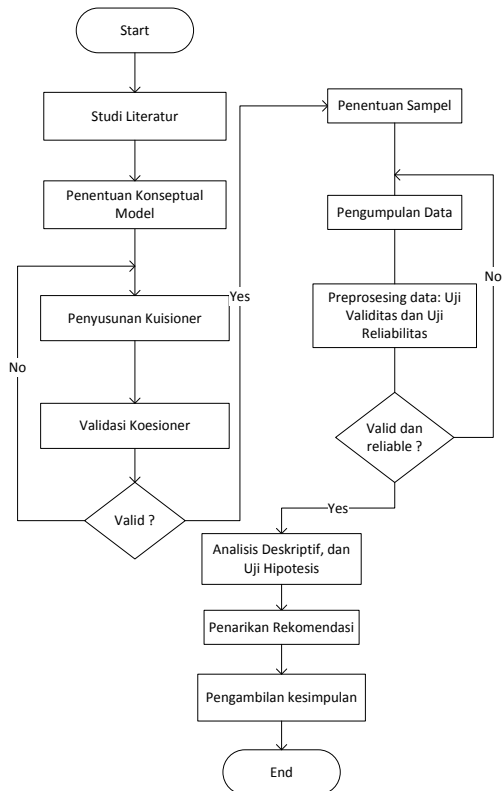 Start
Studi Literatur
Penentuan Konseptual
Model
Penyusunan Kuisioner
No
Validasi Koesioner
Valid ?
Yes
Penentuan Sampel
Pengumpulan Data
No
Preprosesing data: Uji
Validitas dan Uji
Reliabilitas
Valid dan
reliable ?
Yes
Analisis Deskriptif, dan
Uji Hipotesis
Penarikan Rekomendasi
Pengambilan kesimpulan
End